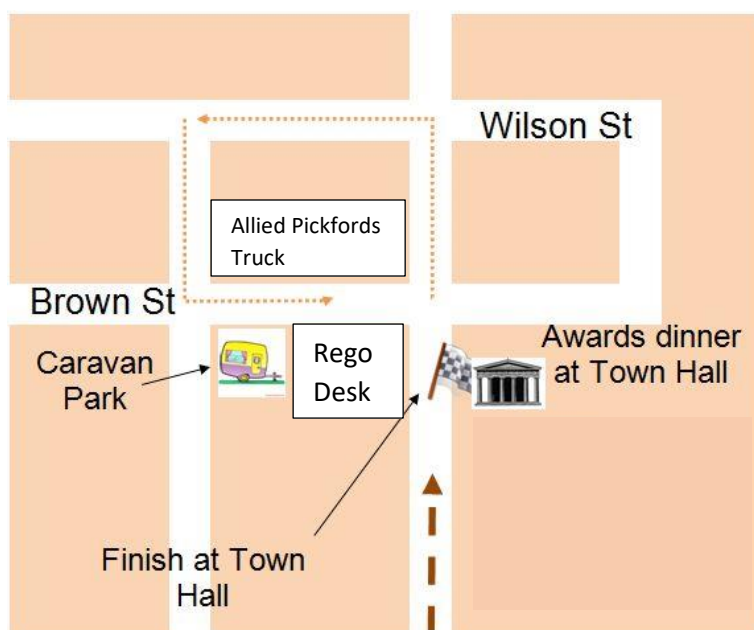 Wilson St
Allied Pickfords
Truck
Brown St
Caravan
Park
Rego
Desk
Awards dinner
at Town Hall
Finish at Town
Hall